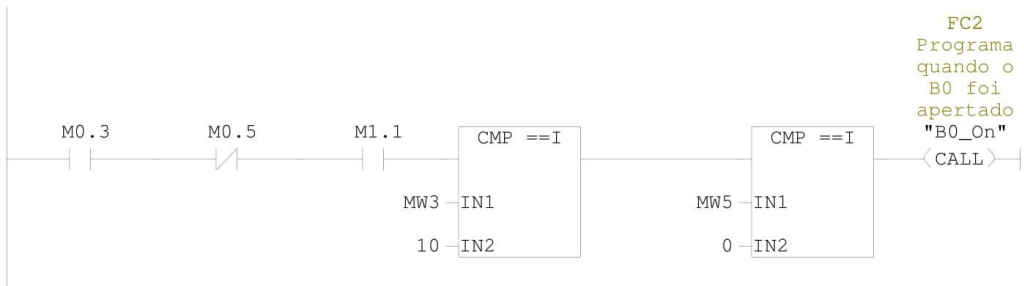 FC2
Programa
quando o
B0 foi
apertado
M0.3 M0.5 M1.1 "B0_On"
CMP ==I CMP ==I
CALL
MW3 IN1 MW5 IN1
10 IN2 0 IN2